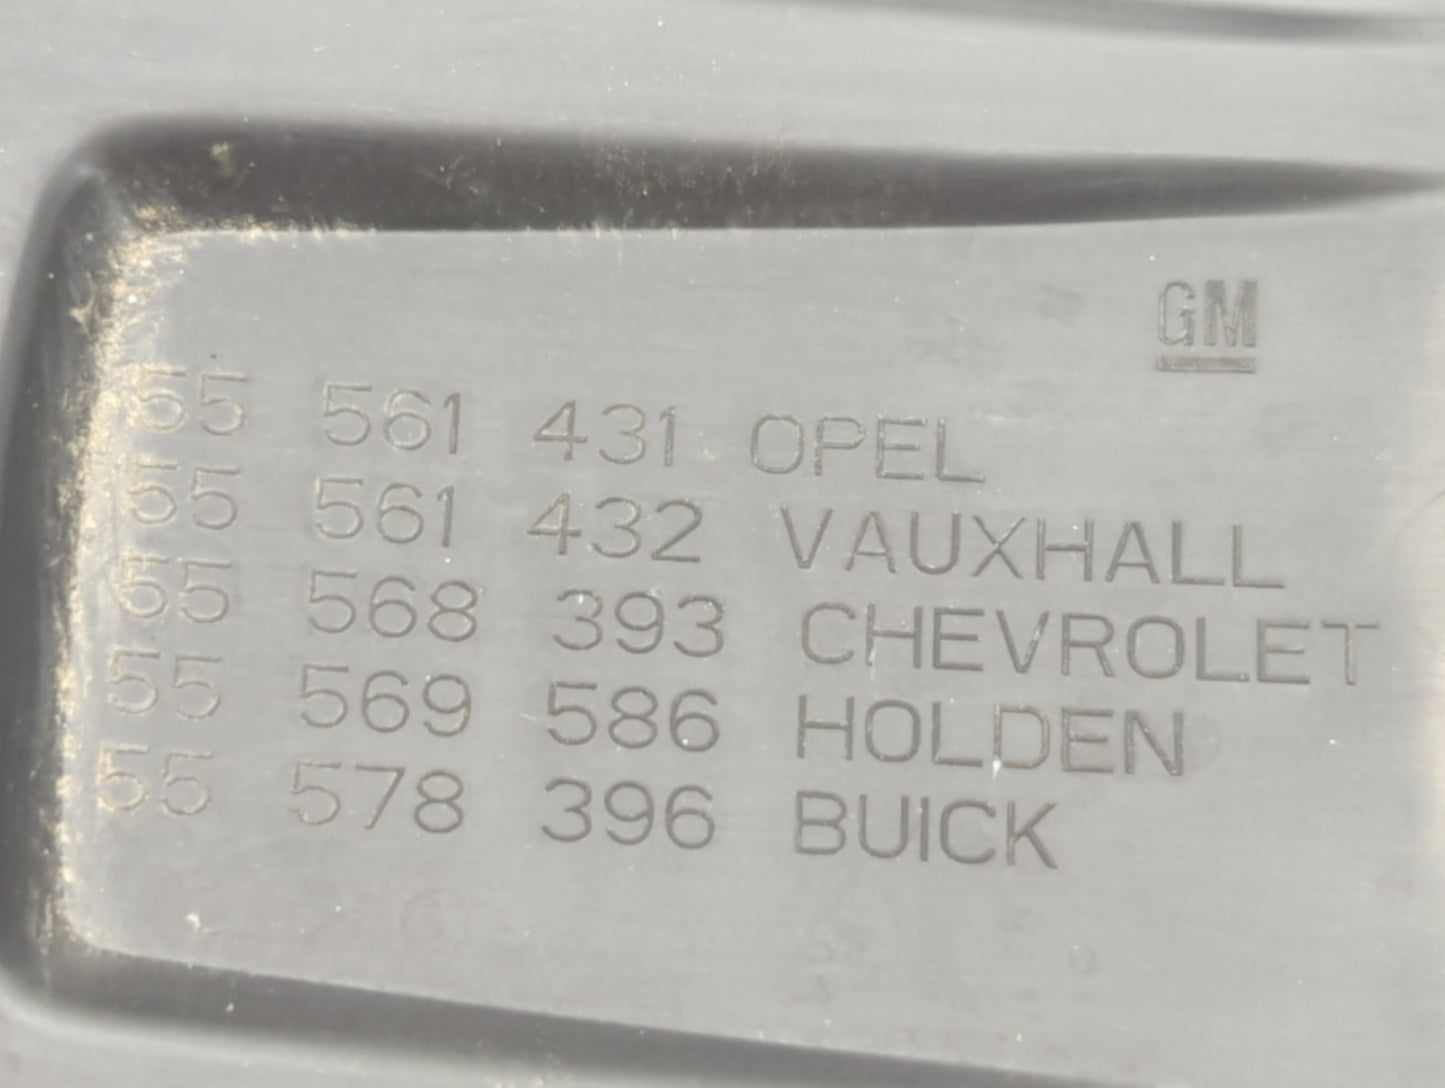 GM
55 561 431 OPEL
55 561 432 VAUXHALL
55 568 393 CHEVROLET
55 569 586 HOLDEN
55 578 396 BUICK